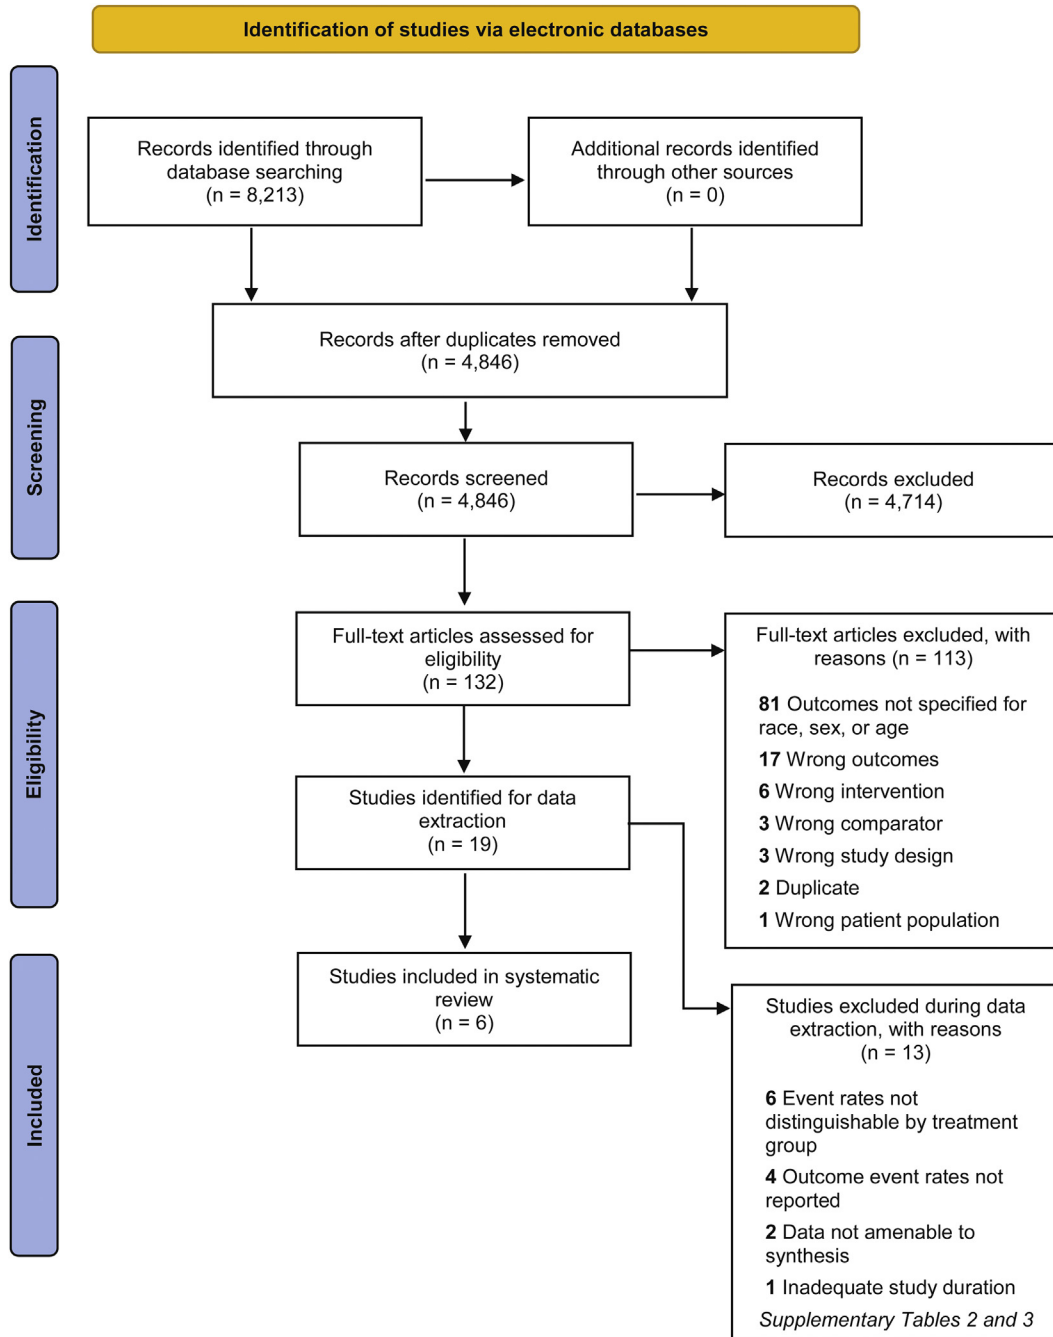 Identification of studies via electronic databases
Identification
Records identified through
database searching
(n = 8,213)
Additional records identified
through other sources
(n = 0)
Records after duplicates removed
(n = 4,846)
Screening
Records screened
(n = 4,846)
Records excluded
(n = 4,714)
Eligibility
Full-text articles assessed for
eligibility
(n = 132)
Full-text articles excluded, with
reasons (n = 113)
81 Outcomes not specified for
race, sex, or age
17 Wrong outcomes
6 Wrong intervention
3 Wrong comparator
3 Wrong study design
2 Duplicate
1 Wrong patient population
Studies identified for data
extraction
(n = 19)
Included
Studies included in systematic
review
(n = 6)
Studies excluded during data
extraction, with reasons
(n = 13)
6 Event rates not
distinguishable by treatment
group
4 Outcome event rates not
reported
2 Data not amenable to
synthesis
1 Inadequate study duration
Supplementary Tables 2 and 3